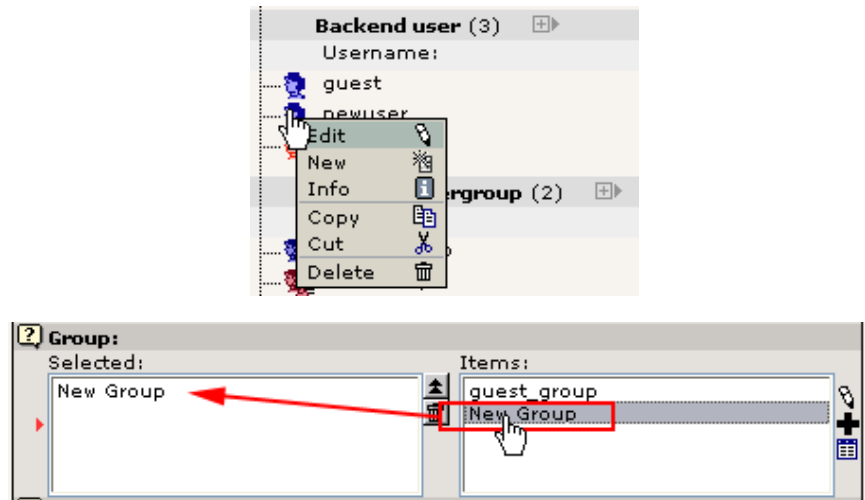 Backend user (3)
Username:
guest
newuser
Edit
New
Info
ergroup (2)
Copy
Cut
Delete
Group:
Selected:
Items:
New Group
guest_group
New Group